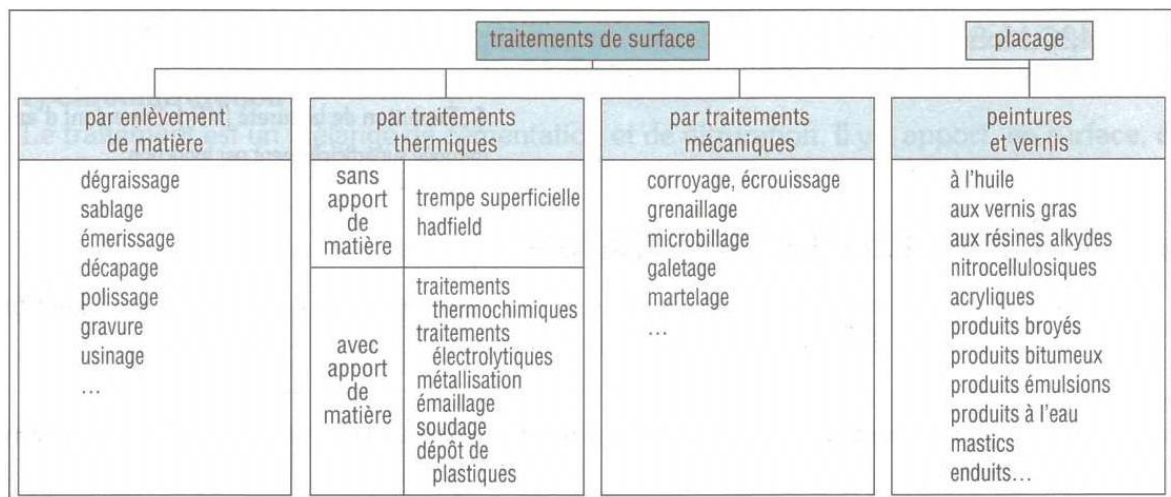 traitements de surface
placage
par enlèvement
de matière
dégraissage
sablage
émerissage
décapage
polissage
gravure
usinage
...
par traitements
thermiques
sans
apport
de
matière
trempe superficielle
hadfield
avec
apport
de
matière
traitements
thermochimiques
traitements
électrolytiques
métallisation
émaillage
soudage
dépôt de
plastiques
par traitements
mécaniques
corroyage, écrouissage
grenaillage
microbillage
galetage
martelage
...
peintures
et vernis
à l'huile
aux vernis gras
aux résines alkydes
nitrocellulosiques
acryliques
produits broyés
produits bitumeux
produits émulsions
produits à l'eau
mastics
enduits...